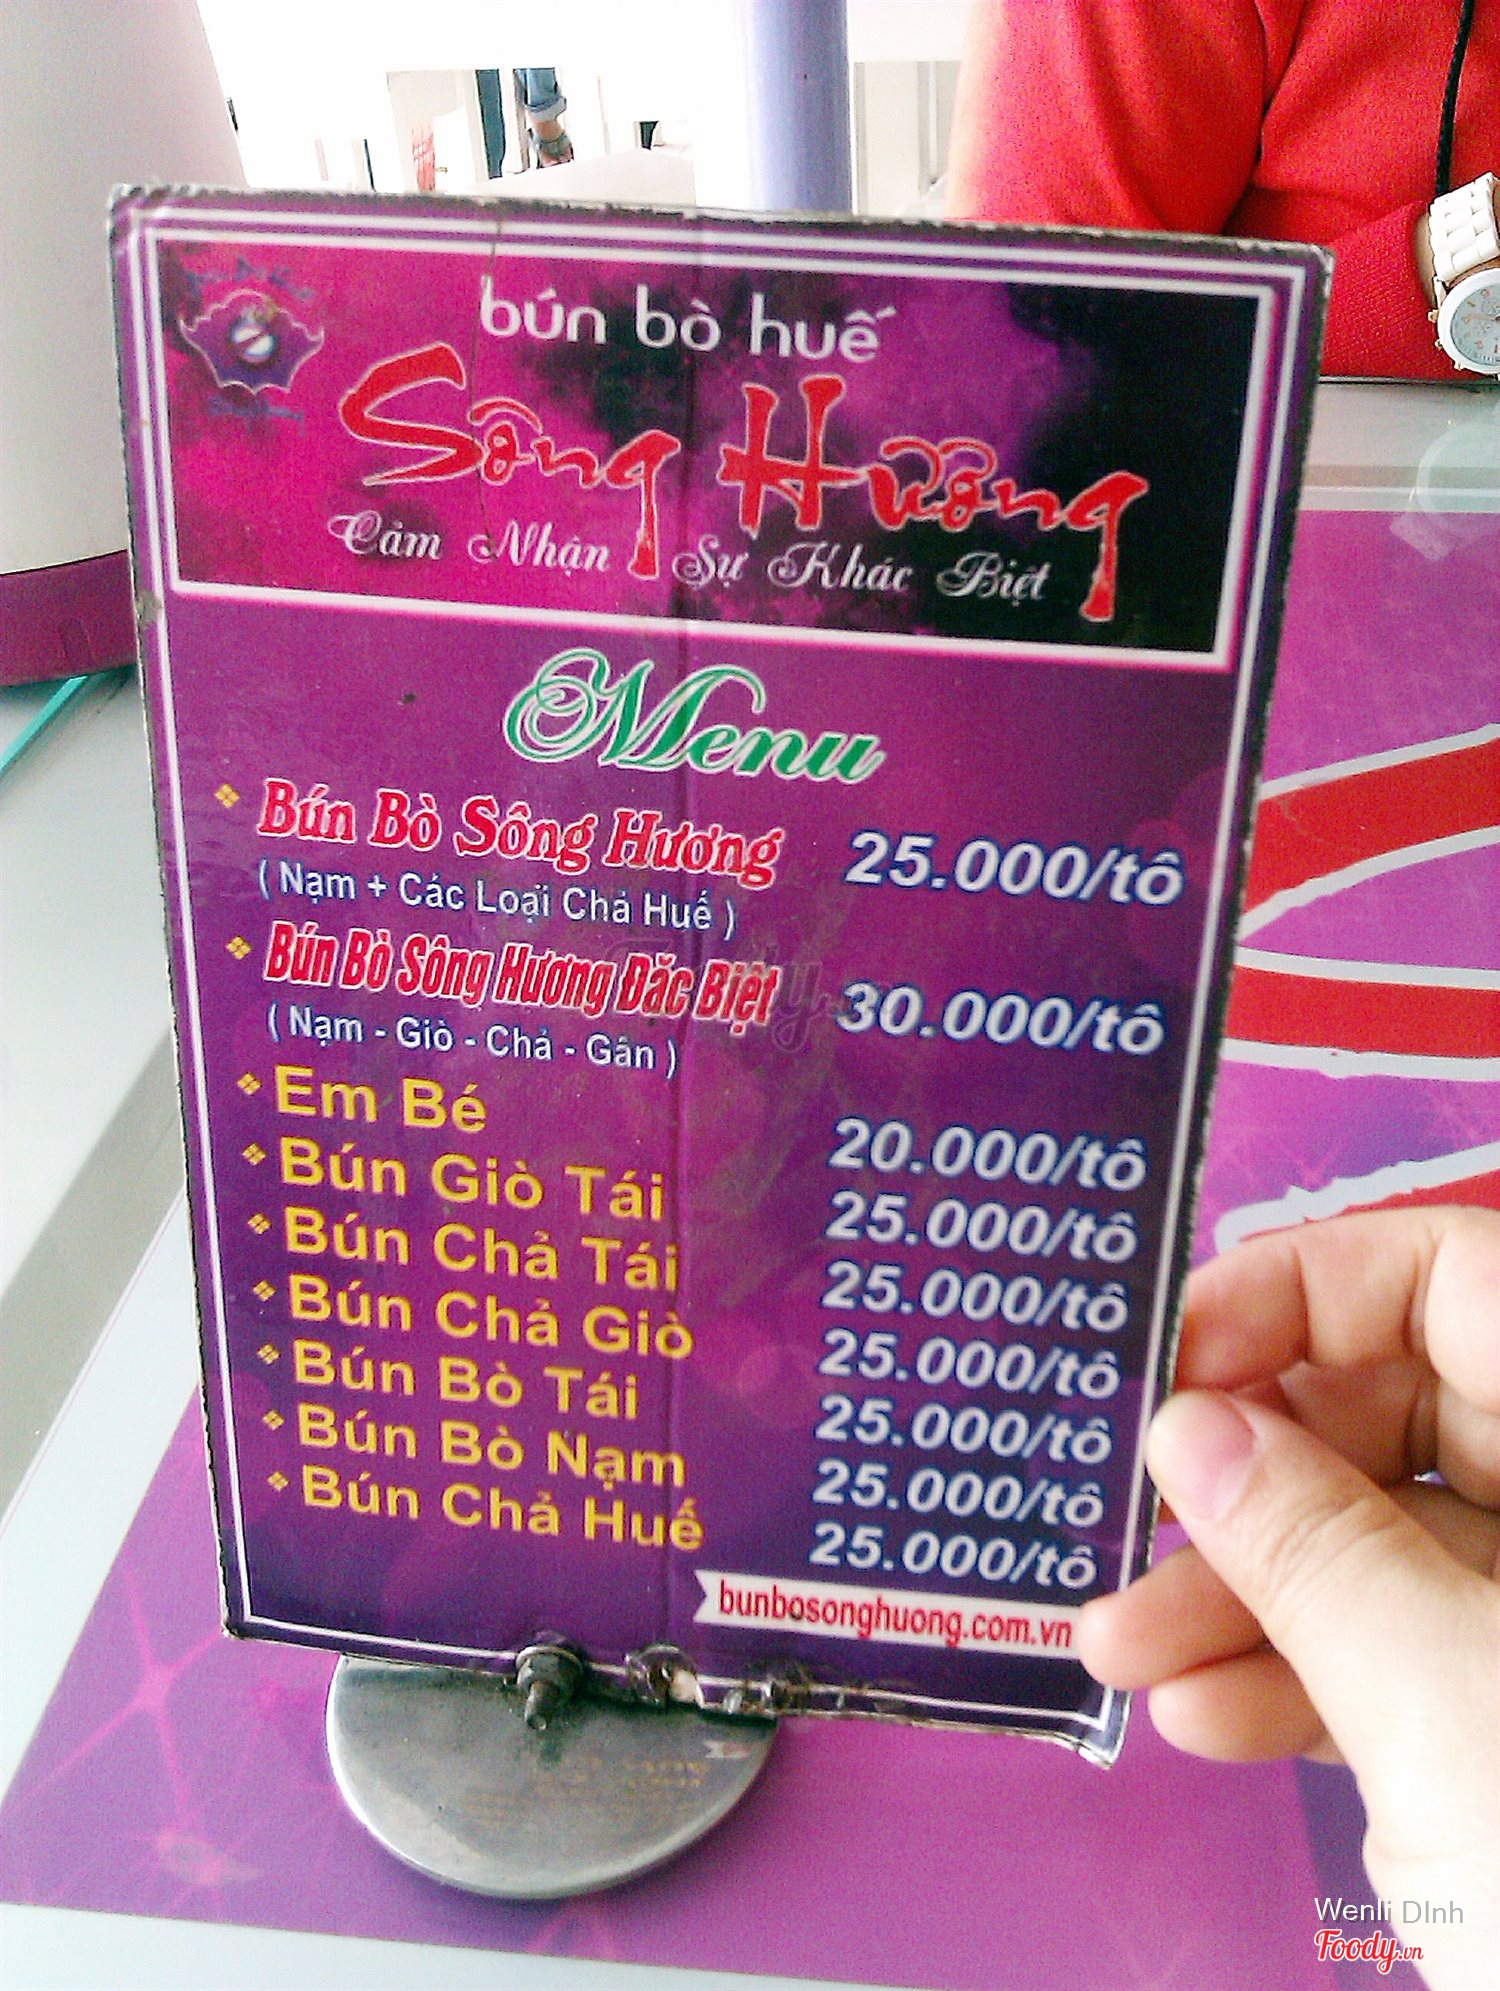 bún bò huế
Sông Hương
Cảm Nhận Sự Khác Biệt
Menu
Bún Bò Sông Hương 25.000/tô
( Nạm + Các Loại Chả Huế )
Bún Bò Sông Hương Đặc Biệt 30.000/tô
( Nạm - Giò - Chả - Gân )
Em Bé 20.000/tô
Bún Giò Tái 25.000/tô
Bún Chả Tái 25.000/tô
Bún Chả Giò 25.000/tô
Bún Bò Tái 25.000/tô
Bún Bò Nạm 25.000/tô
Bún Chả Huế 25.000/tô
bunbosonghuong.com.vn
Wenli DInh
Foody.vn